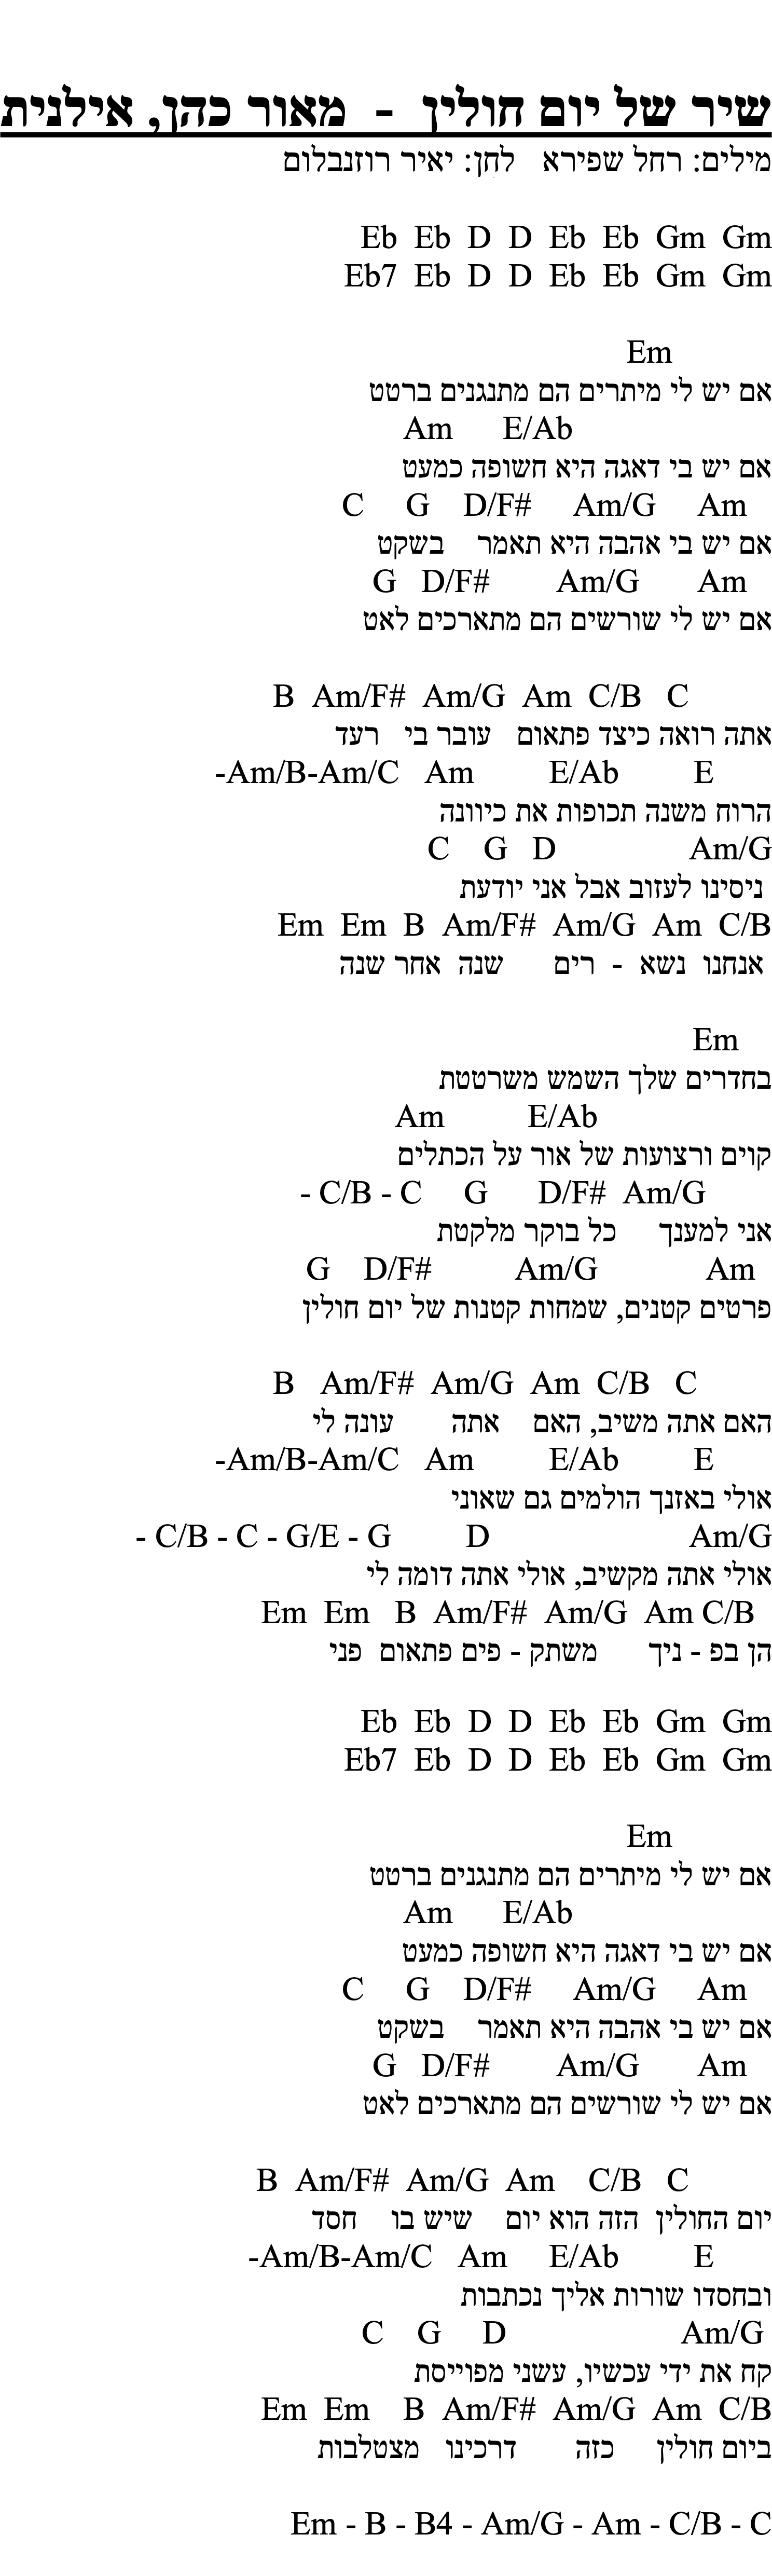 שיר של יום חולין - מאור כהן, אילנית
מילים: רחל שפירא לחן: יאיר רוזנבלום
Eb Eb D D Eb Eb Gm Gm
Eb7 Eb D D Eb Eb Gm Gm
Em
אם יש לי מיתרים הם מתנגנים ברטט
Am E/Ab
אם יש בי דאגה היא חשופה כמעט
C G D/F# Am/G Am
אם יש בי אהבה היא תאמר בשקט
G D/F# Am/G Am
אם יש לי שורשים הם מתארכים לאט
B Am/F# Am/G Am C/B C
אתה רואה כיצד פתאום עובר בי רעד
-Am/B-Am/C Am E/Ab E
הרוח משנה תכופות את כיוונה
C G D Am/G
ניסינו לעזוב אבל אני יודעת
Em Em B Am/F# Am/G Am C/B
אנחנו נשא - רים שנה אחר שנה
Em
בחדרים שלך השמש משרטטת
Am E/Ab
קוים ורצועות של אור על הכתלים
- C/B - C G D/F# Am/G
אני למענך כל בוקר מלקטת
G D/F# Am/G Am
פרטים קטנים, שמחות קטנות של יום חולין
B Am/F# Am/G Am C/B C
האם אתה משיב, האם אתה עונה לי
-Am/B-Am/C Am E/Ab E
אולי באזנך הולמים גם שאוני
- C/B - C - G/E - G D Am/G
אולי אתה מקשיב, אולי אתה דומה לי
Em Em B Am/F# Am/G Am C/B
הן בפ - ניך משתק - פים פתאום פני
Eb Eb D D Eb Eb Gm Gm
Eb7 Eb D D Eb Eb Gm Gm
Em
אם יש לי מיתרים הם מתנגנים ברטט
Am E/Ab
אם יש בי דאגה היא חשופה כמעט
C G D/F# Am/G Am
אם יש בי אהבה היא תאמר בשקט
G D/F# Am/G Am
אם יש לי שורשים הם מתארכים לאט
B Am/F# Am/G Am C/B C
יום החולין הזה הוא יום שיש בו חסד
-Am/B-Am/C Am E/Ab E
ובחסדו שורות אליך נכתבות
C G D Am/G
קח את ידי עכשיו, עשני מפוייסת
Em Em B Am/F# Am/G Am C/B
ביום חולין כזה דרכינו מצטלבות
Em - B - B4 - Am/G - Am - C/B - C